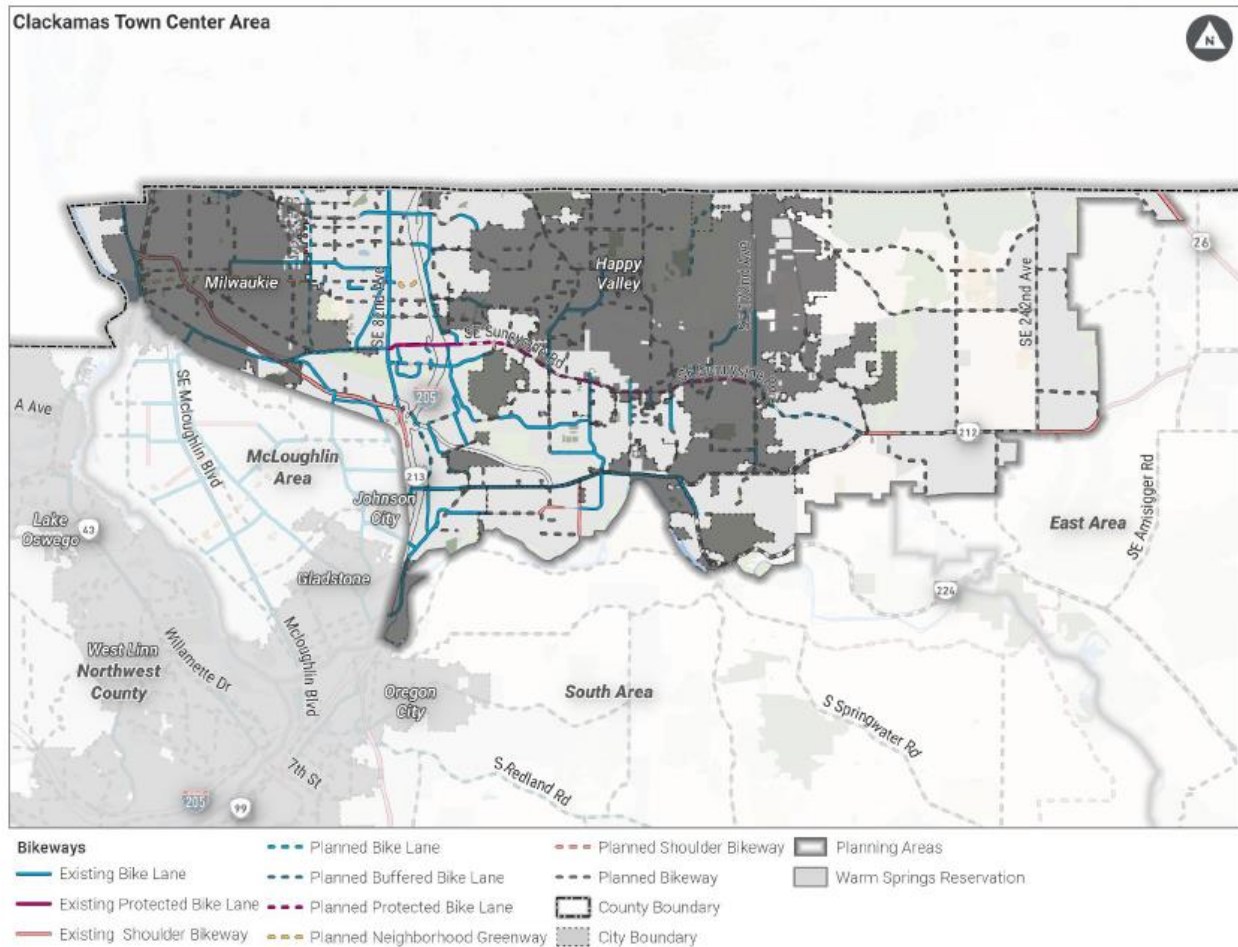 Clackamas Town Center Area
N
26
Milwaukie
SE 82nd Ave
Happy
Valley
SE 172nd Ave
SE 242nd Ave
SE Sunnyside Rd
SE Sunnyside Rd
205
212
A Ave
SE Mcloughlin Blvd
McLoughlin
Area
213
Johnson
City
Lake
Oswego
43
Gladstone
East Area
SE Amisigger Rd
224
West Linn
Northwest
County
Willamette Dr
Mcloughlin Blvd
Oregon
City
South Area
S Springwater Rd
S Redland Rd
7th St
205
99
Bikeways
Existing Bike Lane
Existing Protected Bike Lane
Existing Shoulder Bikeway
Planned Bike Lane
Planned Buffered Bike Lane
Planned Protected Bike Lane
Planned Neighborhood Greenway
Planned Shoulder Bikeway
Planned Bikeway
County Boundary
City Boundary
Planning Areas
Warm Springs Reservation